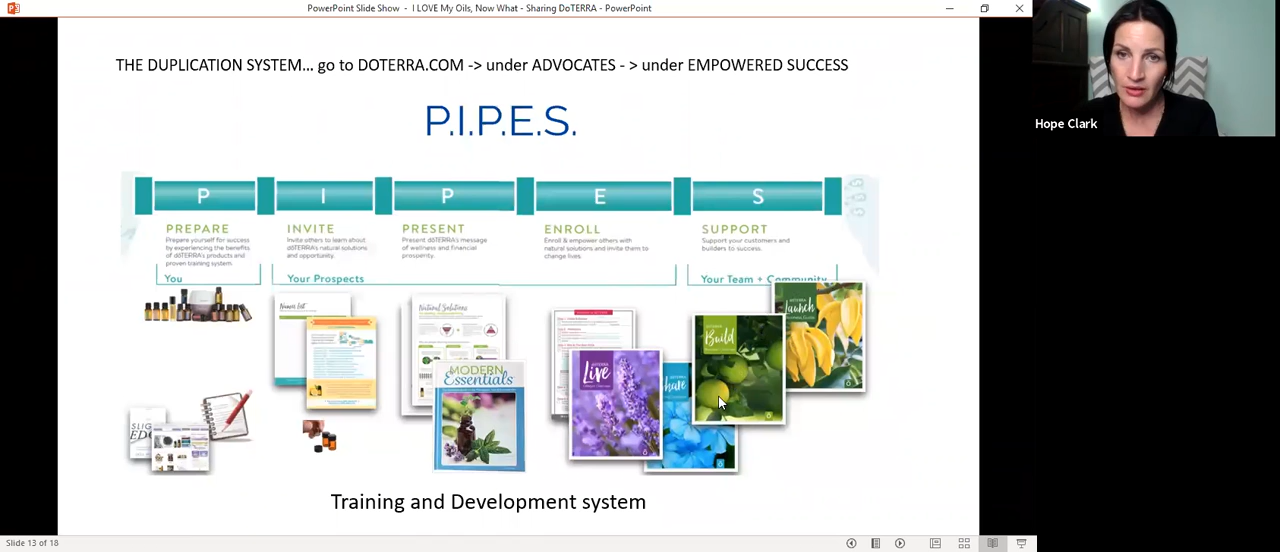 PowerPoint Slide Show - I LOVE My Oils, Now What - Sharing DoTERRA - PowerPoint
Hope Clark
THE DUPLICATION SYSTEM... go to DOTERRA.COM -> under ADVOCATES - > under EMPOWERED SUCCESS
P.I.P.E.S.
P I P E S
PREPARE
Prepare yourself for success
by experiencing the benefits
of dōTERRA's products and
proven training system.
You
INVITE
Invite others to learn about
dōTERRA's natural solutions
and opportunity.
Your Prospects
PRESENT
Present dōTERRA's message
of wellness and financial
prosperity.
ENROLL
Enroll & empower others with
natural solutions and invite them to
change lives.
SUPPORT
Support your customers and
builders to success.
Your Team + Community
Names List
Natural Solutions
MODERN
Essentials
Live
Share
Build
Launch
Training and Development system
Slide 13 of 18